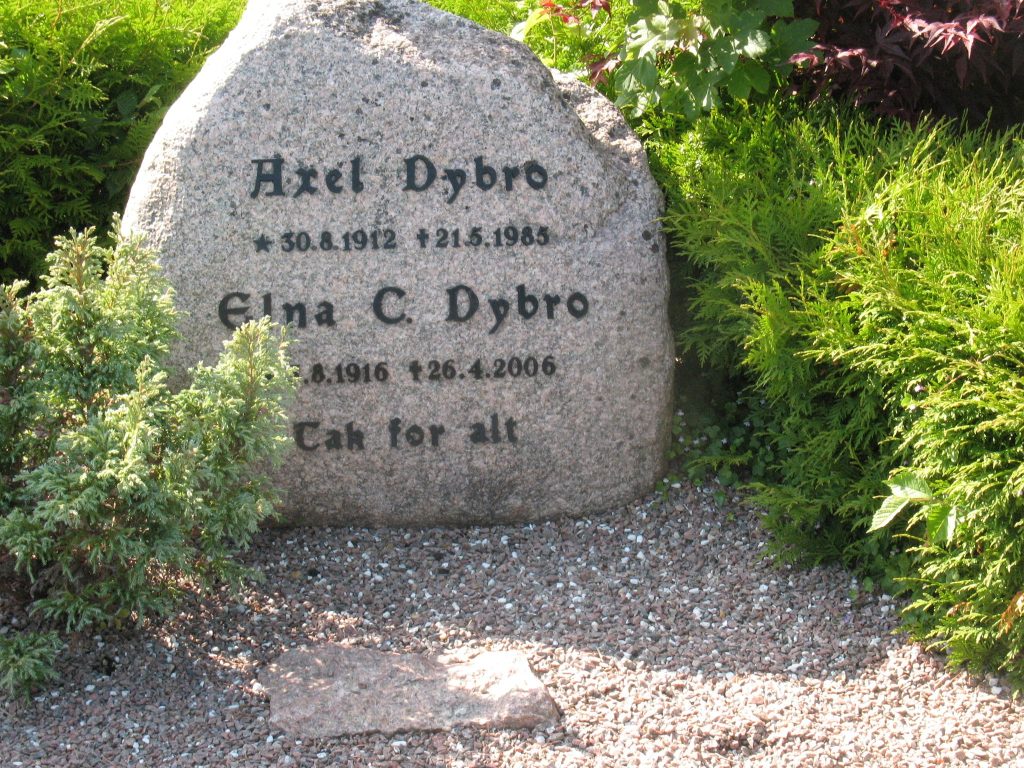 Axel Dybro
★ 30.8.1912 ✝ 21.5.1985
Elna C. Dybro
.8.1916 ✝ 26.4.2006
Tak for alt